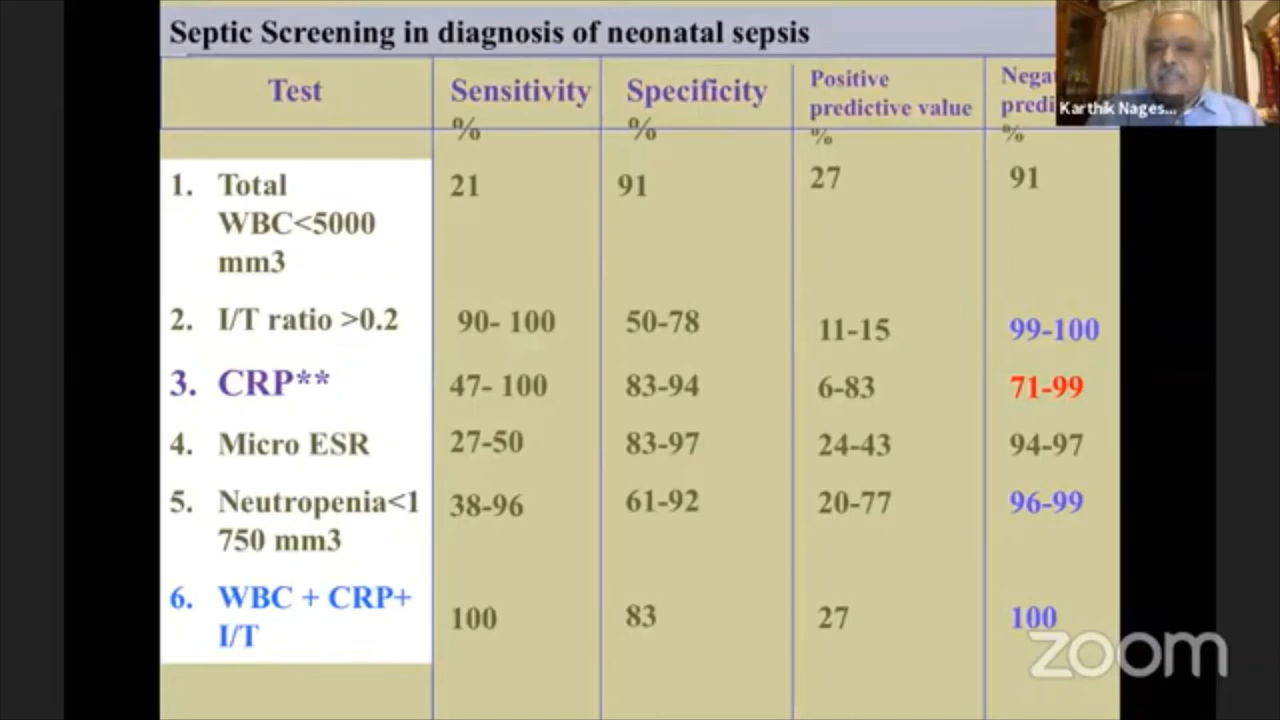 Septic Screening in diagnosis of neonatal sepsis
Test
Sensitivity
%
Specificity
%
Positive
predictive value
%
Nega
predi
%
Karthik Nages...
1. Total
WBC<5000
mm3
21
91
27
91
2. I/T ratio >0.2
90- 100
50-78
11-15
99-100
3. CRP**
47- 100
83-94
6-83
71-99
4. Micro ESR
27-50
83-97
24-43
94-97
5. Neutropenia<1
750 mm3
38-96
61-92
20-77
96-99
6. WBC + CRP+
I/T
100
83
27
100
zoom